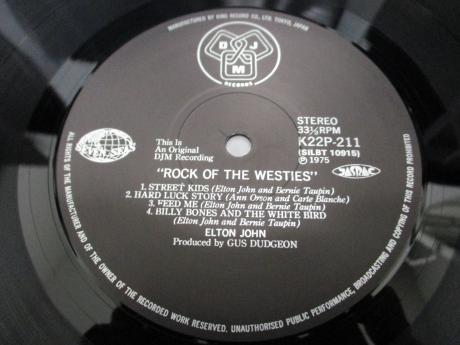 MANUFACTURED BY KING RECORD CO., LTD. TOKYO, JAPAN
DJM
RECORDS
This Is
An Original
DJM Recording
STEREO
33⅓RPM
K22P-211
(SILBT 10915)
Ⓟ1975
SEVEN SEAS
JASRAC
"ROCK OF THE WESTIES"
1. STREET KIDS (Elton John and Bernie Taupin)
2. HARD LUCK STORY (Ann Orson and Carte Blanche)
3. FEED ME (Elton John and Bernie Taupin)
4. BILLY BONES AND THE WHITE BIRD
(Elton John and Bernie Taupin)
ELTON JOHN
Produced by GUS DUDGEON
ALL RIGHTS OF THE MANUFACTURER AND OF THE OWNER OF THE RECORDED WORK RESERVED. UNAUTHORISED PUBLIC PERFORMANCE, BROADCASTING AND COPYING OF THIS RECORD PROHIBITED